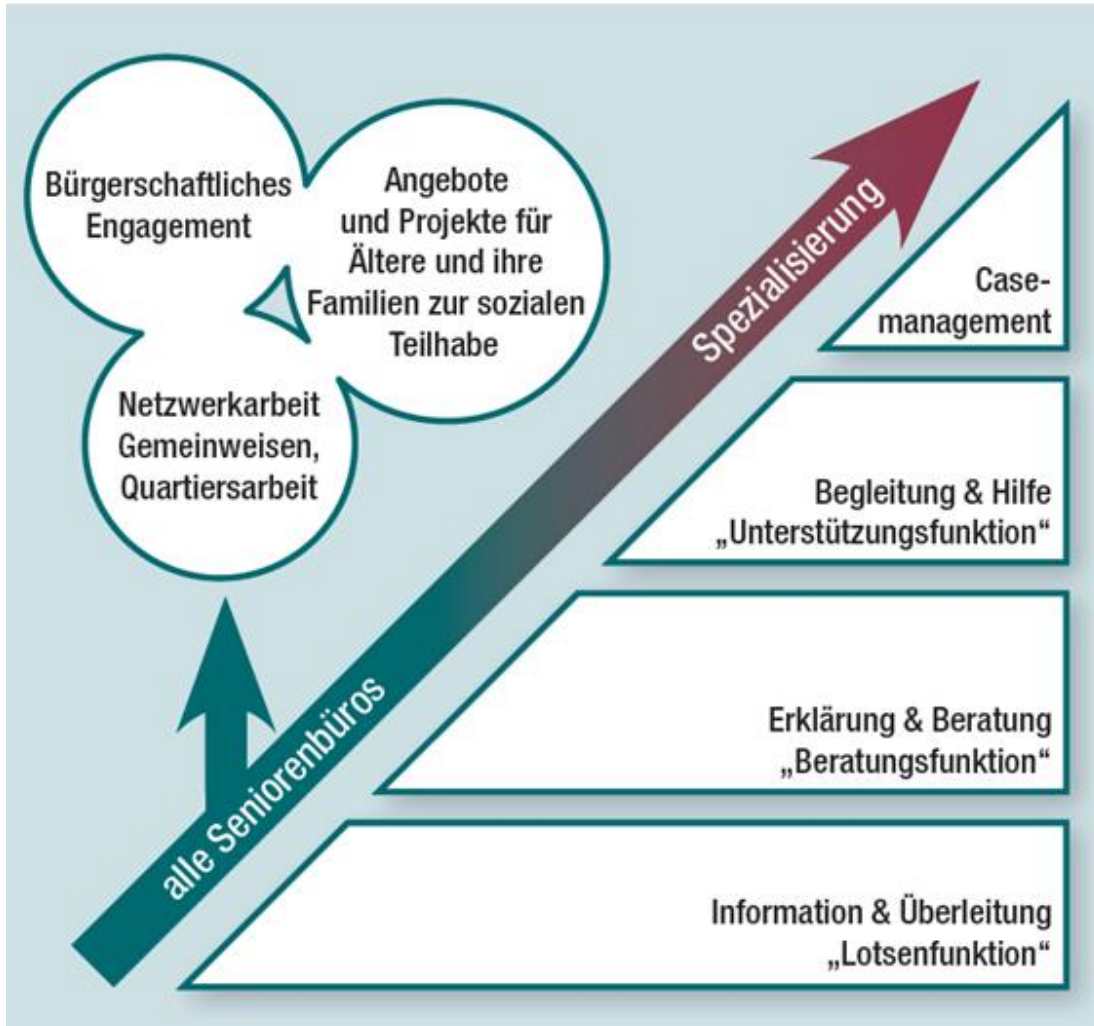 Bürgerschaftliches
Engagement
Angebote
und Projekte für
Ältere und ihre
Familien zur sozialen
Teilhabe
Netzwerkarbeit
Gemeinweisen,
Quartiersarbeit
alle Seniorenbüros
Spezialisierung
Case-
management
Begleitung & Hilfe
„Unterstützungsfunktion“
Erklärung & Beratung
„Beratungsfunktion“
Information & Überleitung
„Lotsenfunktion“